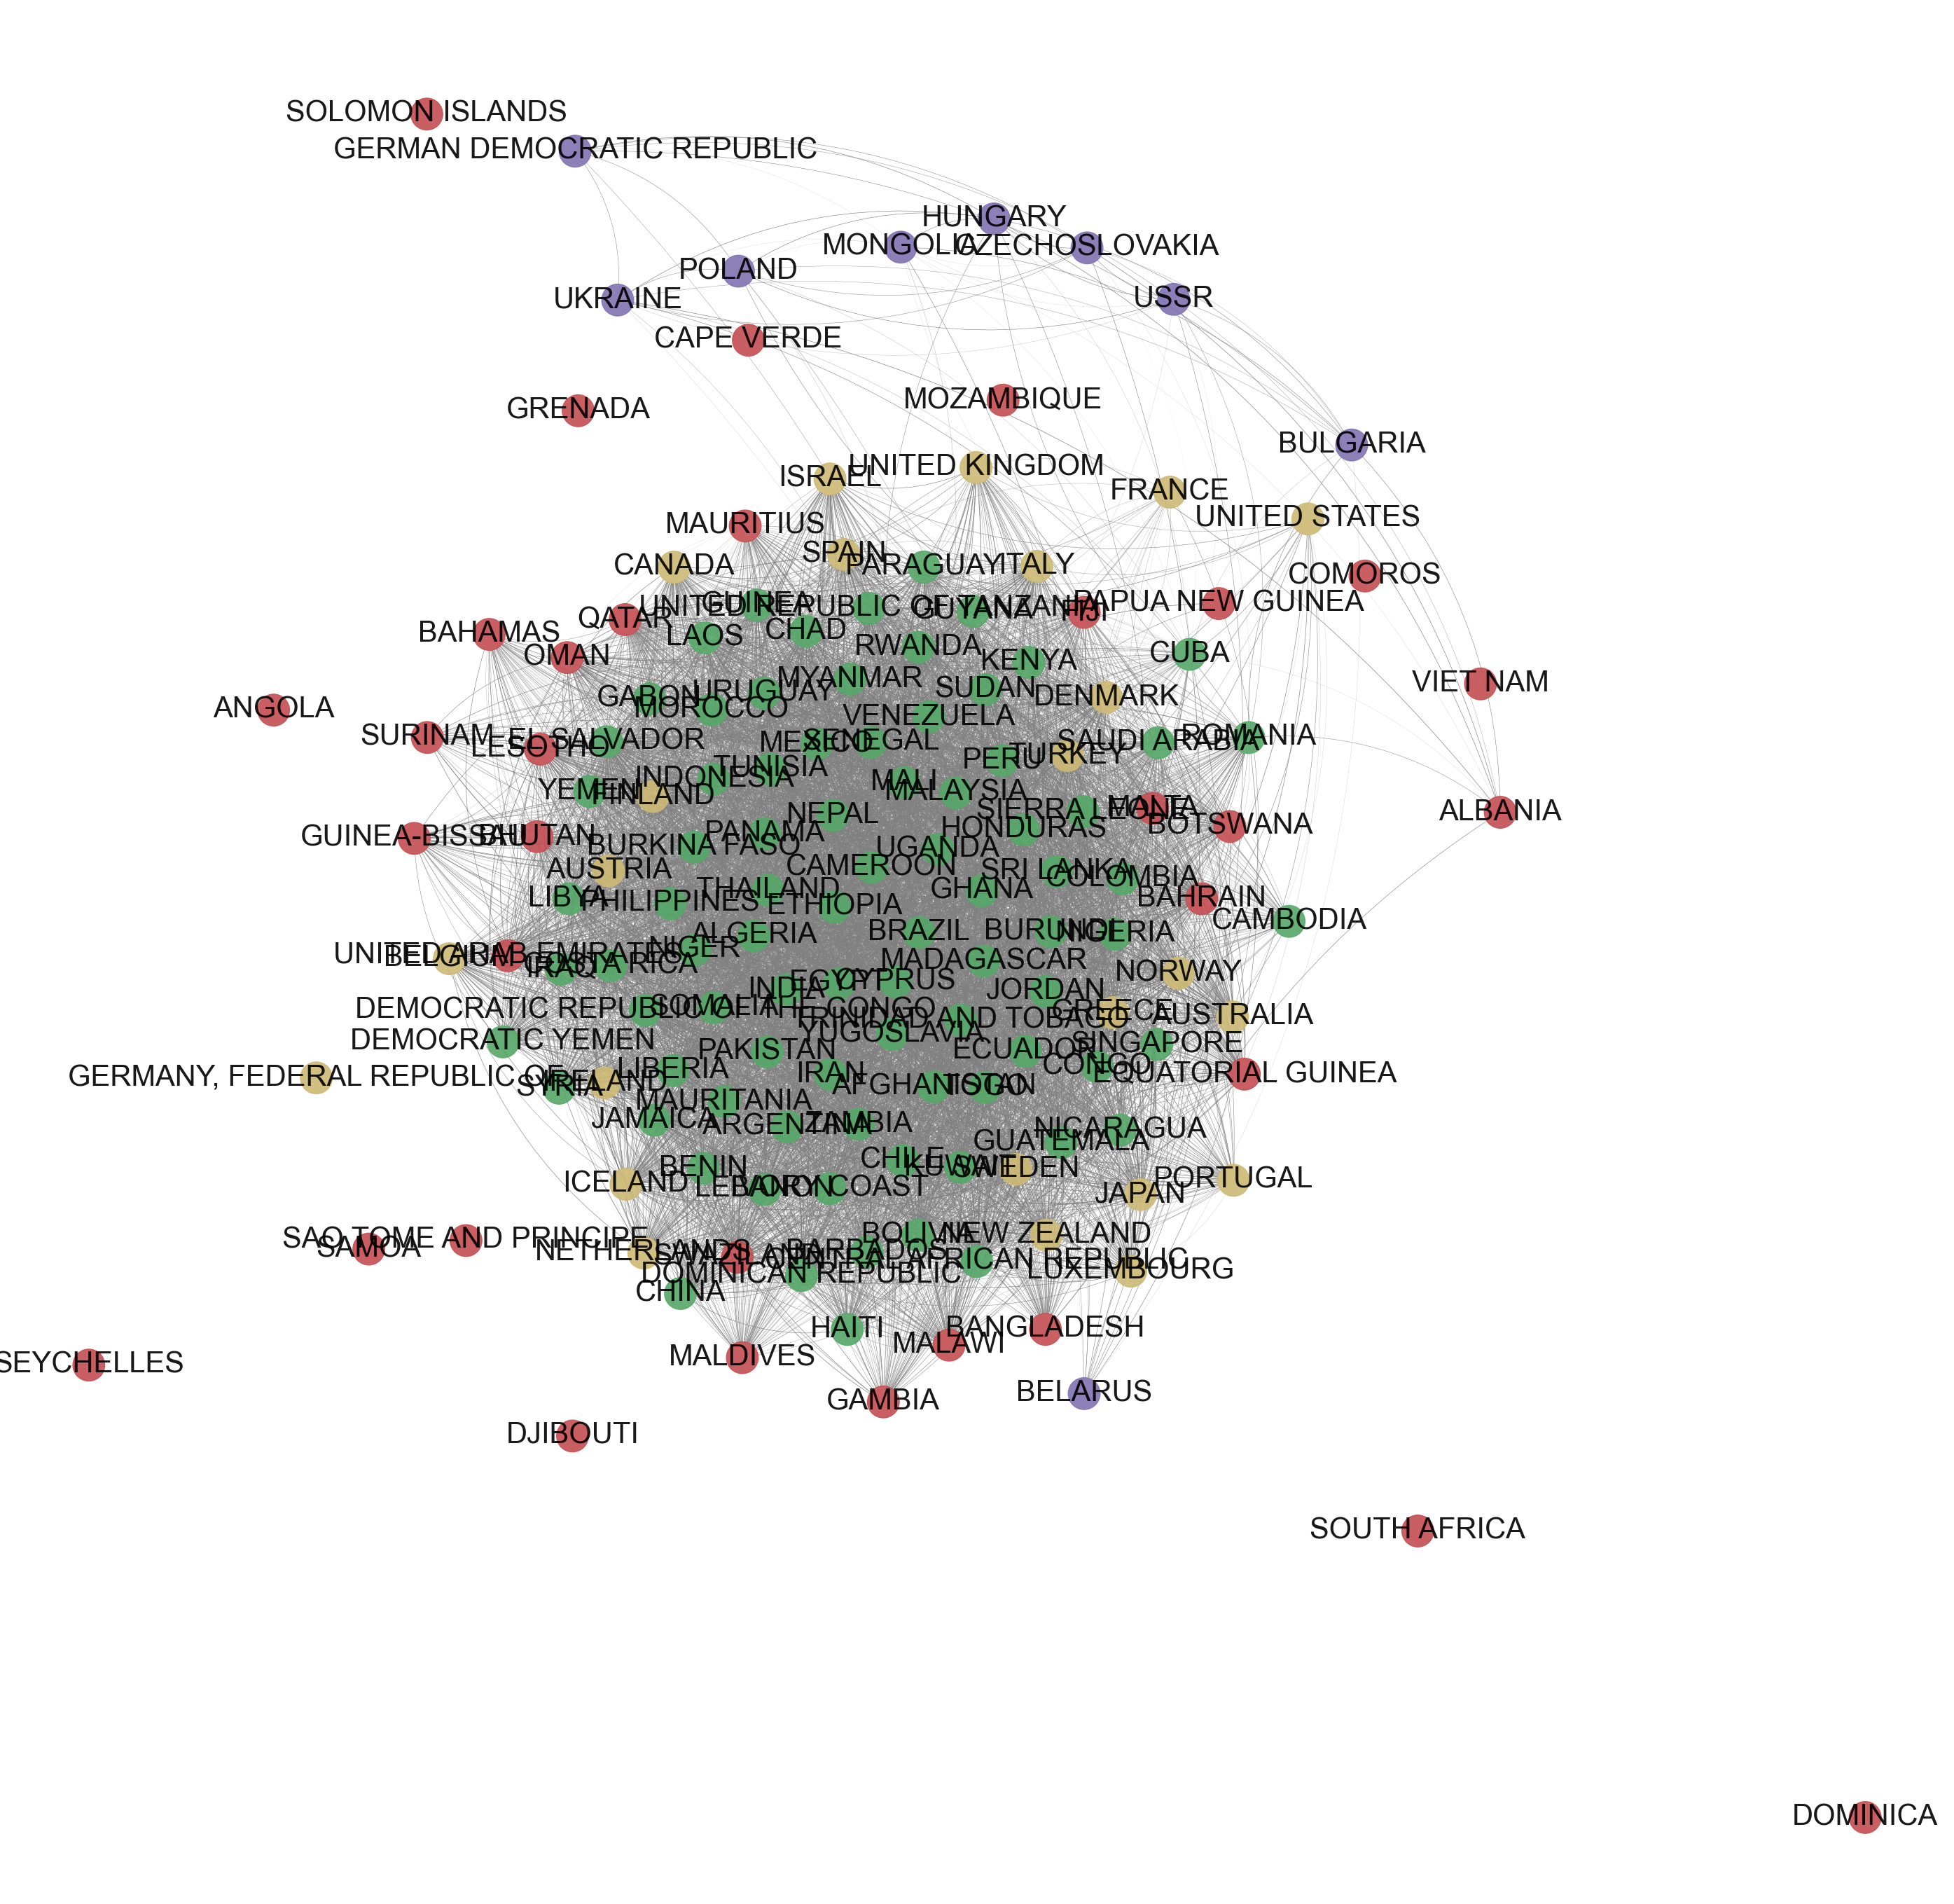 SOLOMON ISLANDS
GERMAN DEMOCRATIC REPUBLIC
HUNGARY
MONGOLIA
CZECHOSLOVAKIA
POLAND
UKRAINE
USSR
CAPE VERDE
MOZAMBIQUE
GRENADA
BULGARIA
UNITED KINGDOM
ISRAEL
FRANCE
UNITED STATES
MAURITIUS
SPAIN
CANADA
PARAGUAY
ITALY
COMOROS
GUINEA
UNITED REPUBLIC OF TANZANIA
GUYANA
FIJI
PAPUA NEW GUINEA
QATAR
BAHAMAS
LAOS
CHAD
RWANDA
OMAN
KENYA
CUBA
MYANMAR
SUDAN
VIET NAM
GABON
URUGUAY
DENMARK
ANGOLA
MOROCCO
VENEZUELA
SURINAM
EL SALVADOR
LESOTHO
MEXICO
SENEGAL
SAUDI ARABIA
ROMANIA
PERU
TURKEY
TUNISIA
INDONESIA
MALI
MALAYSIA
YEMEN
FINLAND
SIERRA LEONE
MALTA
ALBANIA
NEPAL
HONDURAS
BOTSWANA
GUINEA-BISSAU
BHUTAN
PANAMA
BURKINA FASO
UGANDA
AUSTRIA
CAMEROON
SRI LANKA
COLOMBIA
THAILAND
GHANA
LIBYA
PHILIPPINES
ETHIOPIA
BAHRAIN
CAMBODIA
ALGERIA
BRAZIL
BURUNDI
NIGERIA
UNITED ARAB EMIRATES
BELGIUM
NIGER
MADAGASCAR
IRAQ
COSTA RICA
NORWAY
INDIA
EGYPT
CYPRUS
JORDAN
DEMOCRATIC REPUBLIC OF THE CONGO
SOMALIA
TRINIDAD AND TOBAGO
GREECE
AUSTRALIA
DEMOCRATIC YEMEN
YUGOSLAVIA
PAKISTAN
ECUADOR
SINGAPORE
CONGO
GERMANY, FEDERAL REPUBLIC OF
SYRIA
IRELAND
LIBERIA
IRAN
AFGHANISTAN
TOGO
EQUATORIAL GUINEA
MAURITANIA
JAMAICA
ARGENTINA
ZAMBIA
NICARAGUA
GUATEMALA
BENIN
CHILE
KUWAIT
SWEDEN
ICELAND
LEBANON
IVORY COAST
JAPAN
PORTUGAL
SAO TOME AND PRINCIPE
SAMOA
NETHERLANDS
SWAZILAND
BOLIVIA
NEW ZEALAND
BARBADOS
CENTRAL AFRICAN REPUBLIC
DOMINICAN REPUBLIC
LUXEMBOURG
CHINA
HAITI
BANGLADESH
MALAWI
MALDIVES
SEYCHELLES
GAMBIA
BELARUS
DJIBOUTI
SOUTH AFRICA
DOMINICA